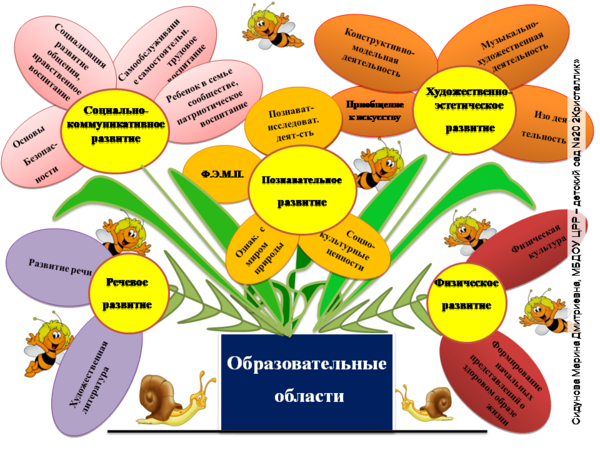 Социализация
развитие
общения,
нравственное
воспитание
Самообслуживани
е самостоятельн.
трудовое
воспитание
Ребенок в семье
сообществе,
патриотическое
воспитание
Основы
Безопас-
ности
Социально-
коммуникативное
развитие
Конструктивно-
модельная
деятельность
Музыкально-
художественная
деятельность
Приобщение
к искусству
Изо дея
тельность
Художественно-
эстетическое
развитие
Познават-
исследоват.
деят-сть
Ф.Э.М.П.
Познавательное
развитие
Ознак. с
миром
природы
Социо-
культурные
ценности
Развитие речи
Речевое
развитие
Художественная
литература
Физическая
культура
Физическое
развитие
Формирование
начальных
представлений о
здоровом образе
жизни
Образовательные
области
Сидунова Марина Дмитриевна, МБДОУ ЦРР – детский сад №20 «Кристаллик»